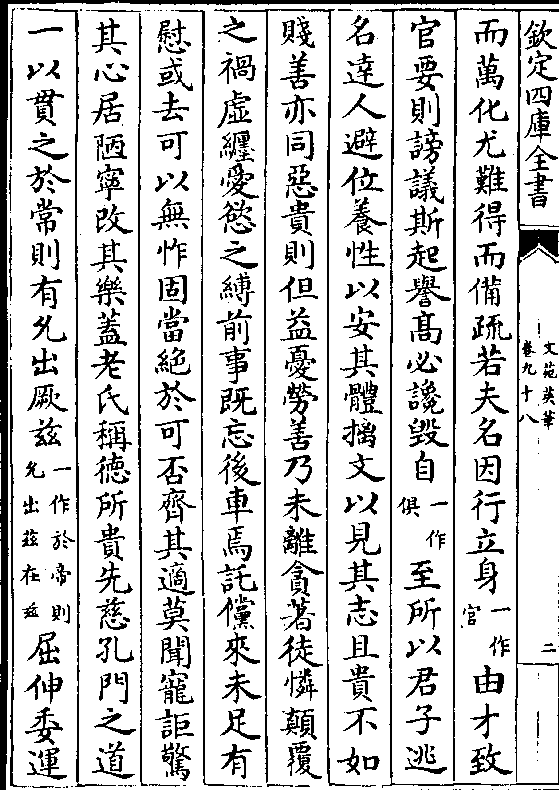 欽定四庫全書
文苑英華
卷九十八
二
而萬化尤難得而備疏若夫名因行立身一作官由才致
官要則謗議斯起譽髙必讒毁自一作俱至所以君子逃
名達人避位養性以安其體摛文以見其志且貴不如
賤善亦同惡貴則但益憂勞善乃未離貪著徒憐顛覆
之禍虚纒愛慾之縛前事既忘後車焉託儻來未足有
慰或去可以無怍固當絶於可否齊其適莫聞寵詎驚
其心居陋寧改其樂葢老氏稱德所貴先慈孔門之道
一以貫之於常則有允出厥兹一作於帝則允出兹在兹屈伸委運